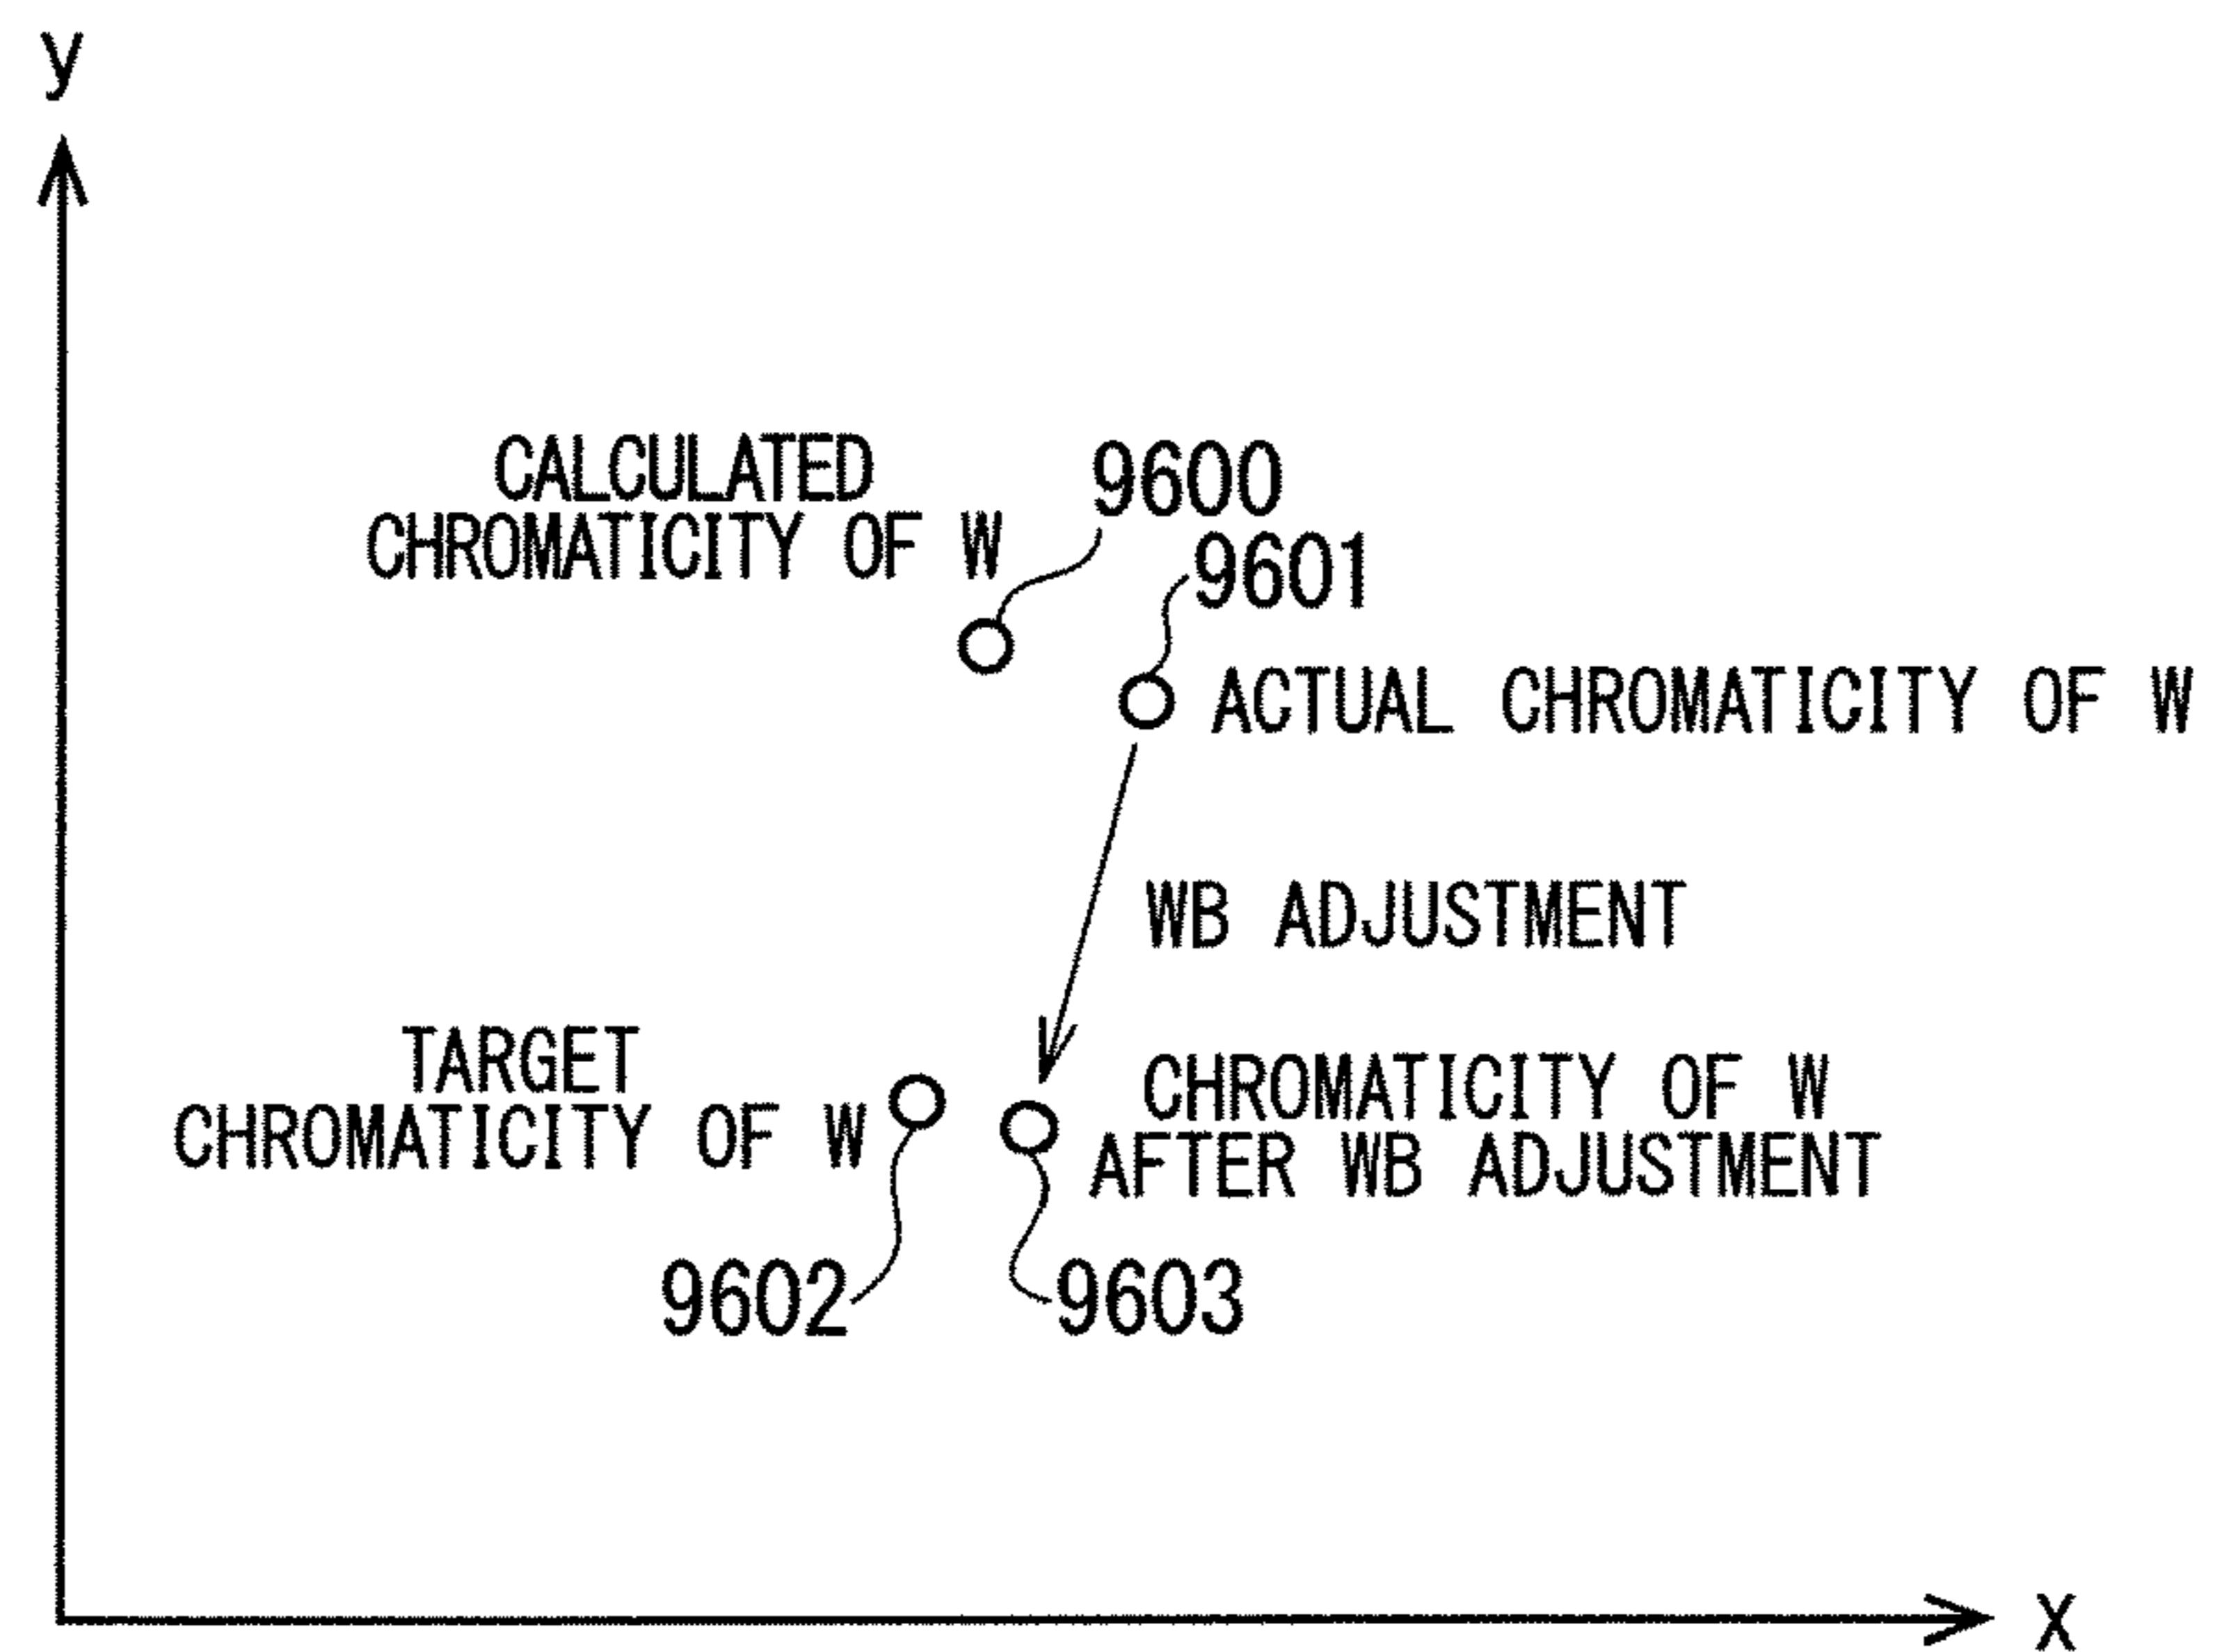 y
CALCULATED
CHROMATICITY OF W
9600
9601
ACTUAL CHROMATICITY OF W
WB ADJUSTMENT
TARGET
CHROMATICITY OF W
CHROMATICITY OF W
AFTER WB ADJUSTMENT
9602
9603
x